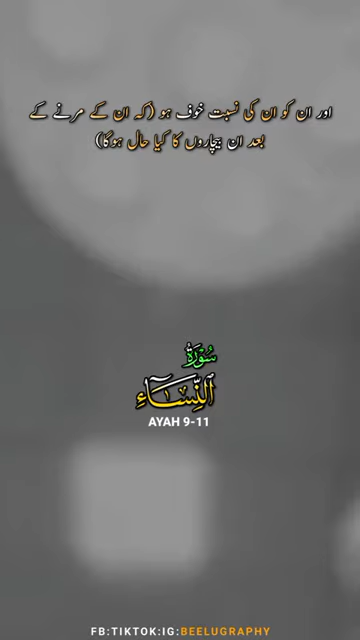 اور ان کو ان کی نسبت خوف ہو (کہ ان کے مرنے کے
بعد ان بیچاروں کا کیا حال ہوگا)
سُوْرَةُ
النِّسَاءِ
AYAH 9-11
FB:TIKTOK:IG:BEELUGRAPHY